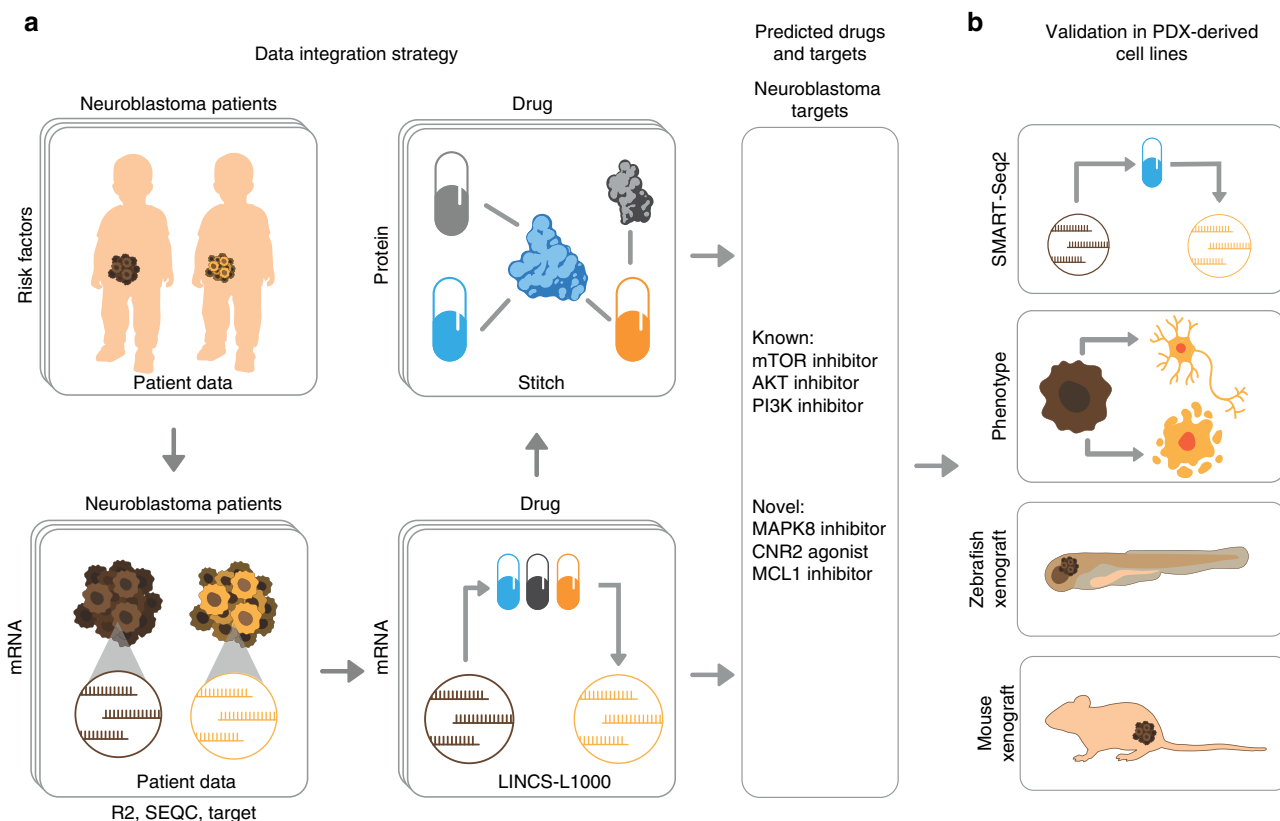 a
Data integration strategy
Neuroblastoma patients
Risk factors
Patient data
Drug
Protein
Stitch
Neuroblastoma patients
mRNA
Patient data
R2, SEQC, target
Drug
mRNA
LINCS-L1000
Predicted drugs
and targets
Neuroblastoma
targets
Known:
mTOR inhibitor
AKT inhibitor
PI3K inhibitor
Novel:
MAPK8 inhibitor
CNR2 agonist
MCL1 inhibitor
b
Validation in PDX-derived
cell lines
SMART-Seq2
Phenotype
Zebrafish
xenograft
Mouse
xenograft